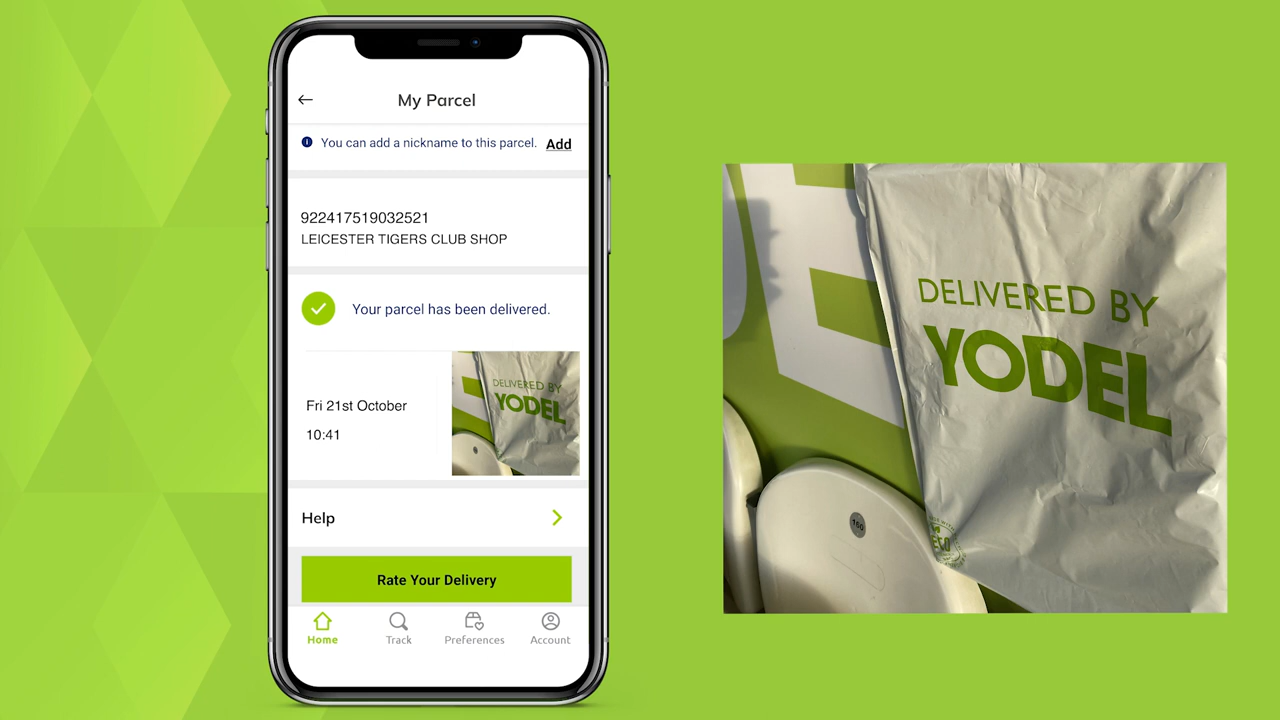 My Parcel
You can add a nickname to this parcel. Add
922417519032521
LEICESTER TIGERS CLUB SHOP
Your parcel has been delivered.
Fri 21st October
10:41
DELIVERED BY
YODEL
Help
Rate Your Delivery
Home Track Preferences Account
DELIVERED BY
YODEL
160
ECO